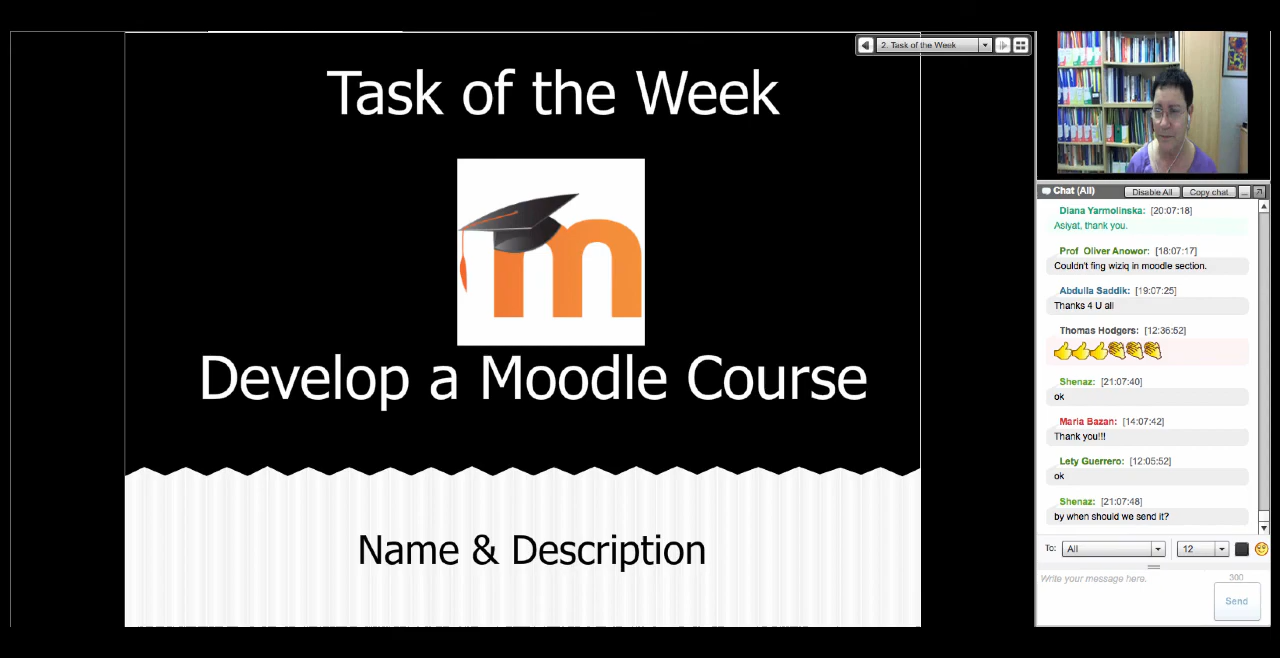 2. Task of the Week
Task of the Week
m
Develop a Moodle Course
Name & Description
Chat (All)
Disable All
Copy chat
Diana Yarmolinska: [20:07:18]
Asiyat, thank you.
Prof Oliver Anowor: [18:07:17]
Couldn't fing wiziq in moodle section.
Abdulla Saddik: [19:07:25]
Thanks 4 U all
Thomas Hodgers: [12:36:52]
Shenaz: [21:07:40]
ok
Maria Bazan: [14:07:42]
Thank you!!!
Lety Guerrero: [12:05:52]
ok
Shenaz: [21:07:48]
by when should we send it?
To: All 12
Write your message here.
300
Send